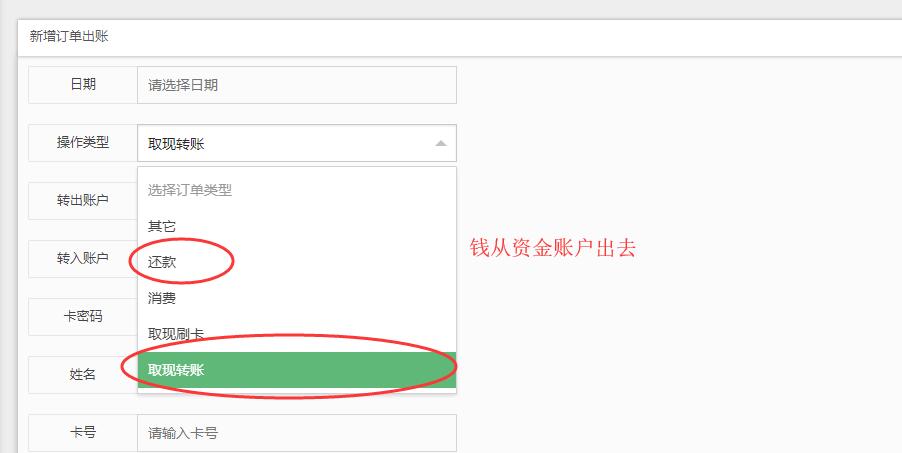 新增订单出账
日期
请选择日期
操作类型
取现转账
选择订单类型
转出账户
其它
钱从资金账户出去
转入账户
还款
消费
卡密码
取现刷卡
姓名
取现转账
卡号
请输入卡号